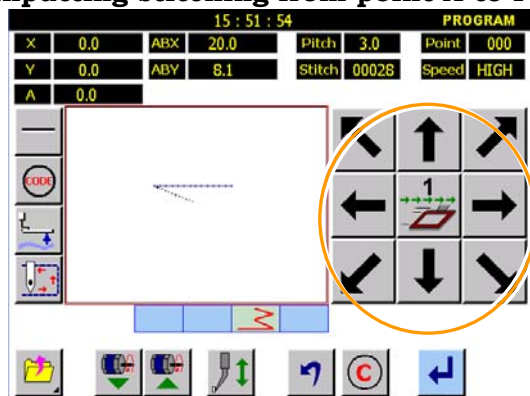 15 : 51 : 54 PROGRAM
X 0.0 ABX 20.0 Pitch 3.0 Point 000
Y 0.0 ABY 8.1 Stitch 00028 Speed HIGH
A 0.0
CODE
1
C